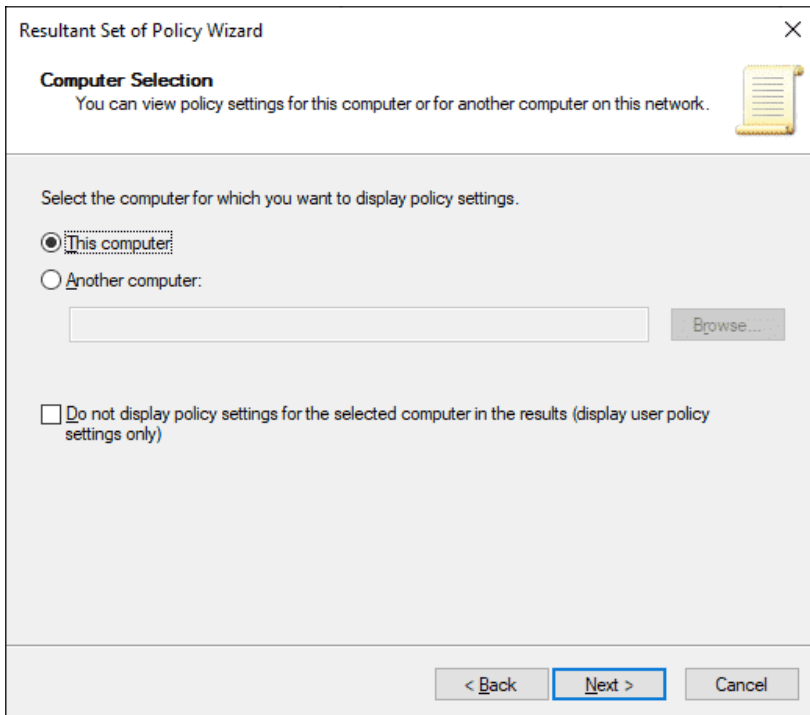 Resultant Set of Policy Wizard
Computer Selection
You can view policy settings for this computer or for another computer on this network.
Select the computer for which you want to display policy settings.
This computer
Another computer:
Browse...
Do not display policy settings for the selected computer in the results (display user policy
settings only)
< Back Next > Cancel